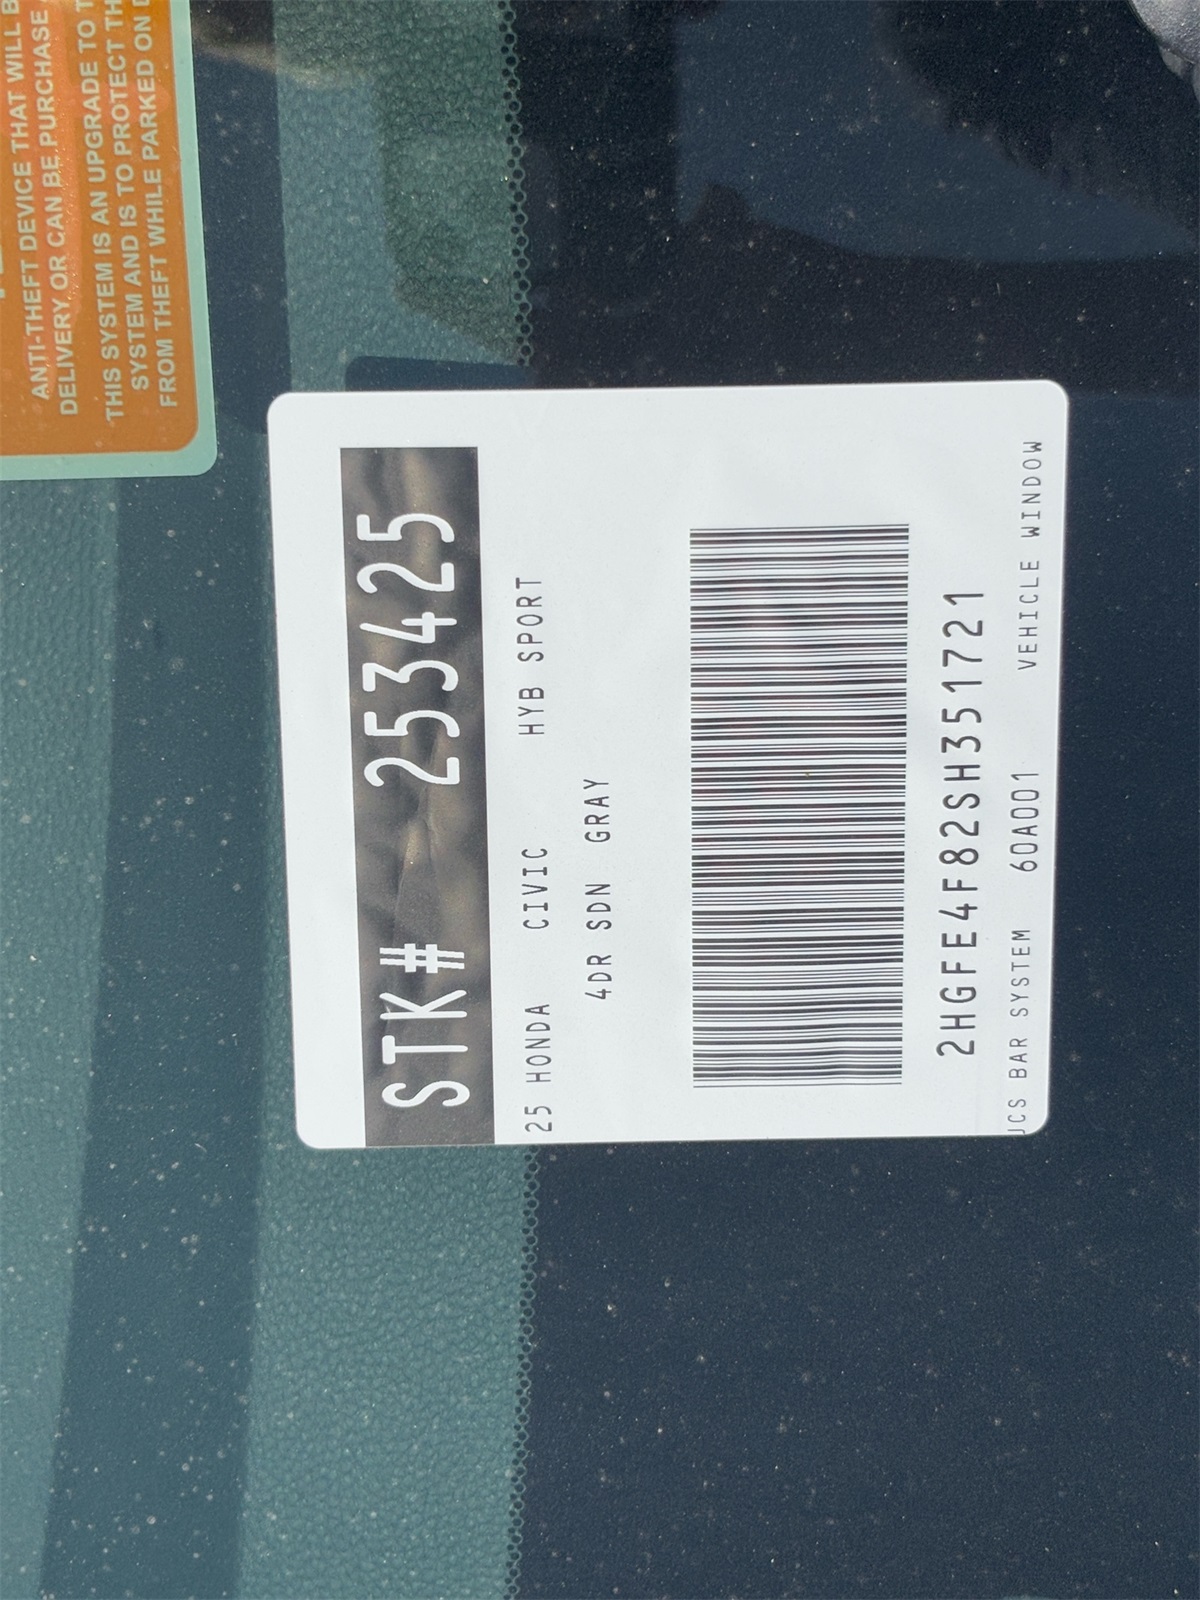 ANTI-THEFT DEVICE THAT WILL B
DELIVERY OR CAN BE PURCHASE
THIS SYSTEM IS AN UPGRADE TO T
SYSTEM AND IS TO PROTECT TH
FROM THEFT WHILE PARKED ON D
STK# 253425
25 HONDA CIVIC HYB SPORT
4DR SDN GRAY
2HGFE4F82SH351721
UCS BAR SYSTEM 60A001 VEHICLE WINDOW